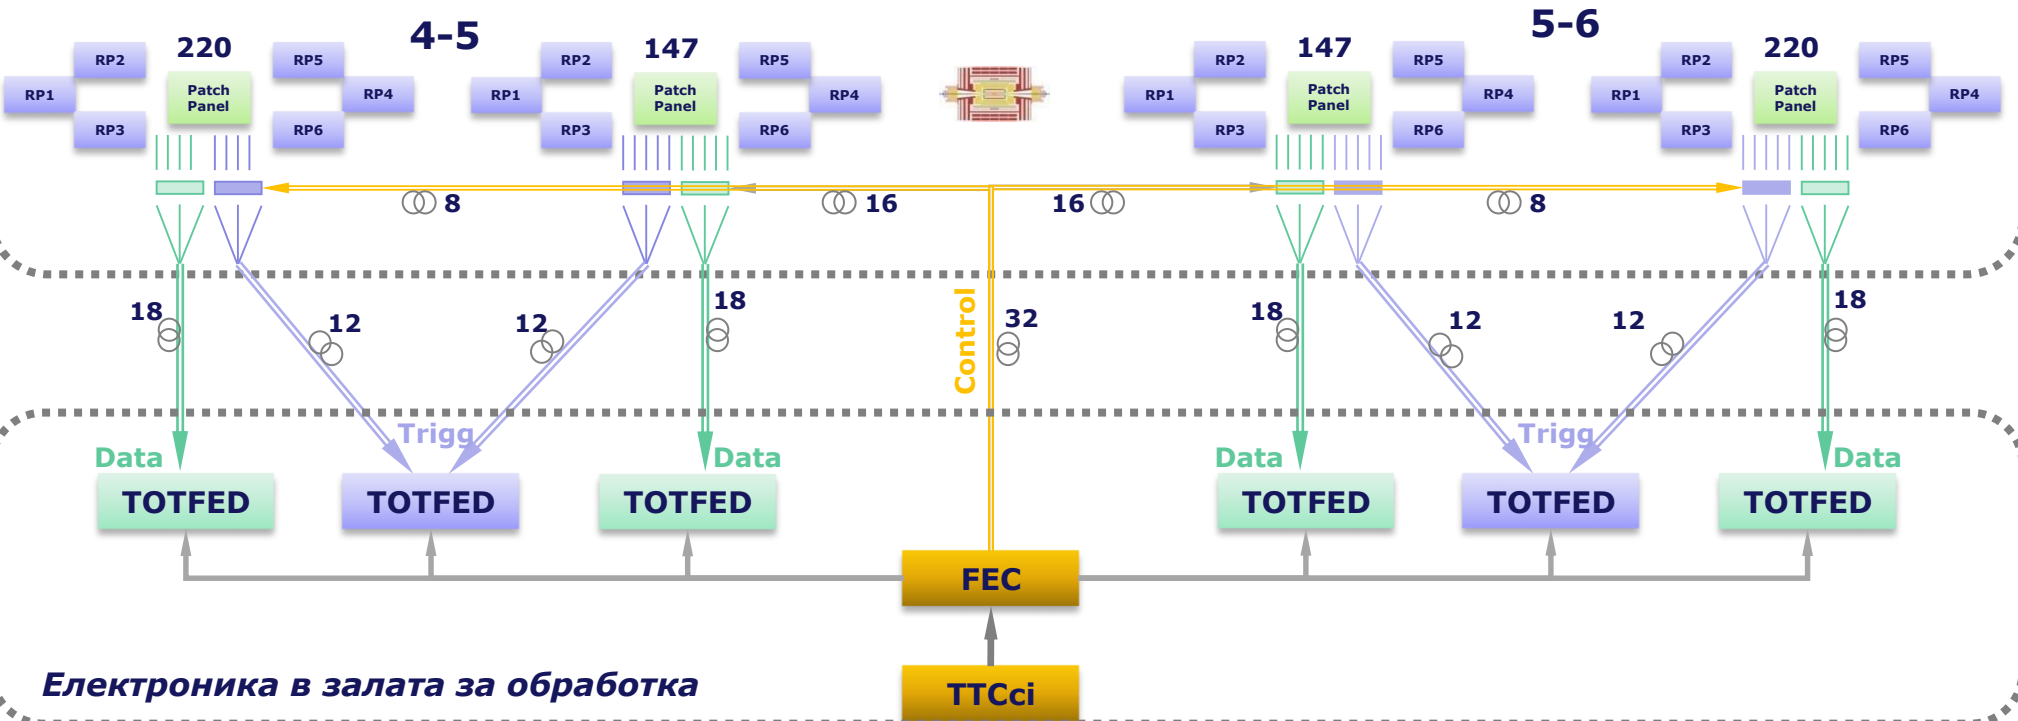 4-5
5-6
220
147
147
220
RP2
RP5
RP2
RP5
RP2
RP5
RP2
RP5
RP1
Patch
Panel
RP4
RP1
Patch
Panel
RP4
RP1
Patch
Panel
RP4
RP1
Patch
Panel
RP4
RP3
RP6
RP3
RP6
RP3
RP6
RP3
RP6
8
16
16
8
18
12
12
18
Control
32
18
12
12
18
Data
Trigg
Data
Data
Trigg
Data
TOTFED
TOTFED
TOTFED
TOTFED
TOTFED
TOTFED
FEC
Електроника в залата за обработка
TTCci